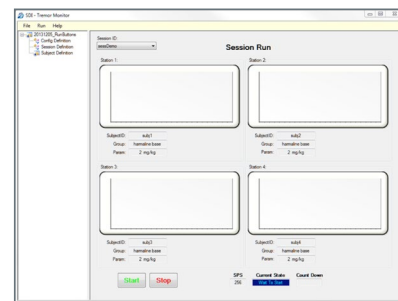 SDI - Tremor Monitor
File Run Help
20131205_RunButtons
Config Definition
Session Definition
Subject Definition
Session ID:
sessDemo
Session Run
Station 1:
Station 2:
SubjectID: subj1
Group: harmaline base
Param: 2 mg/kg
SubjectID: subj2
Group: harmaline base
Param: 2 mg/kg
Station 3:
Station 4:
SubjectID: subj3
Group: harmaline base
Param: 2 mg/kg
SubjectID: subj4
Group: harmaline base
Param: 2 mg/kg
Start Stop
SPS Current State Count Down
256 Wait To Start